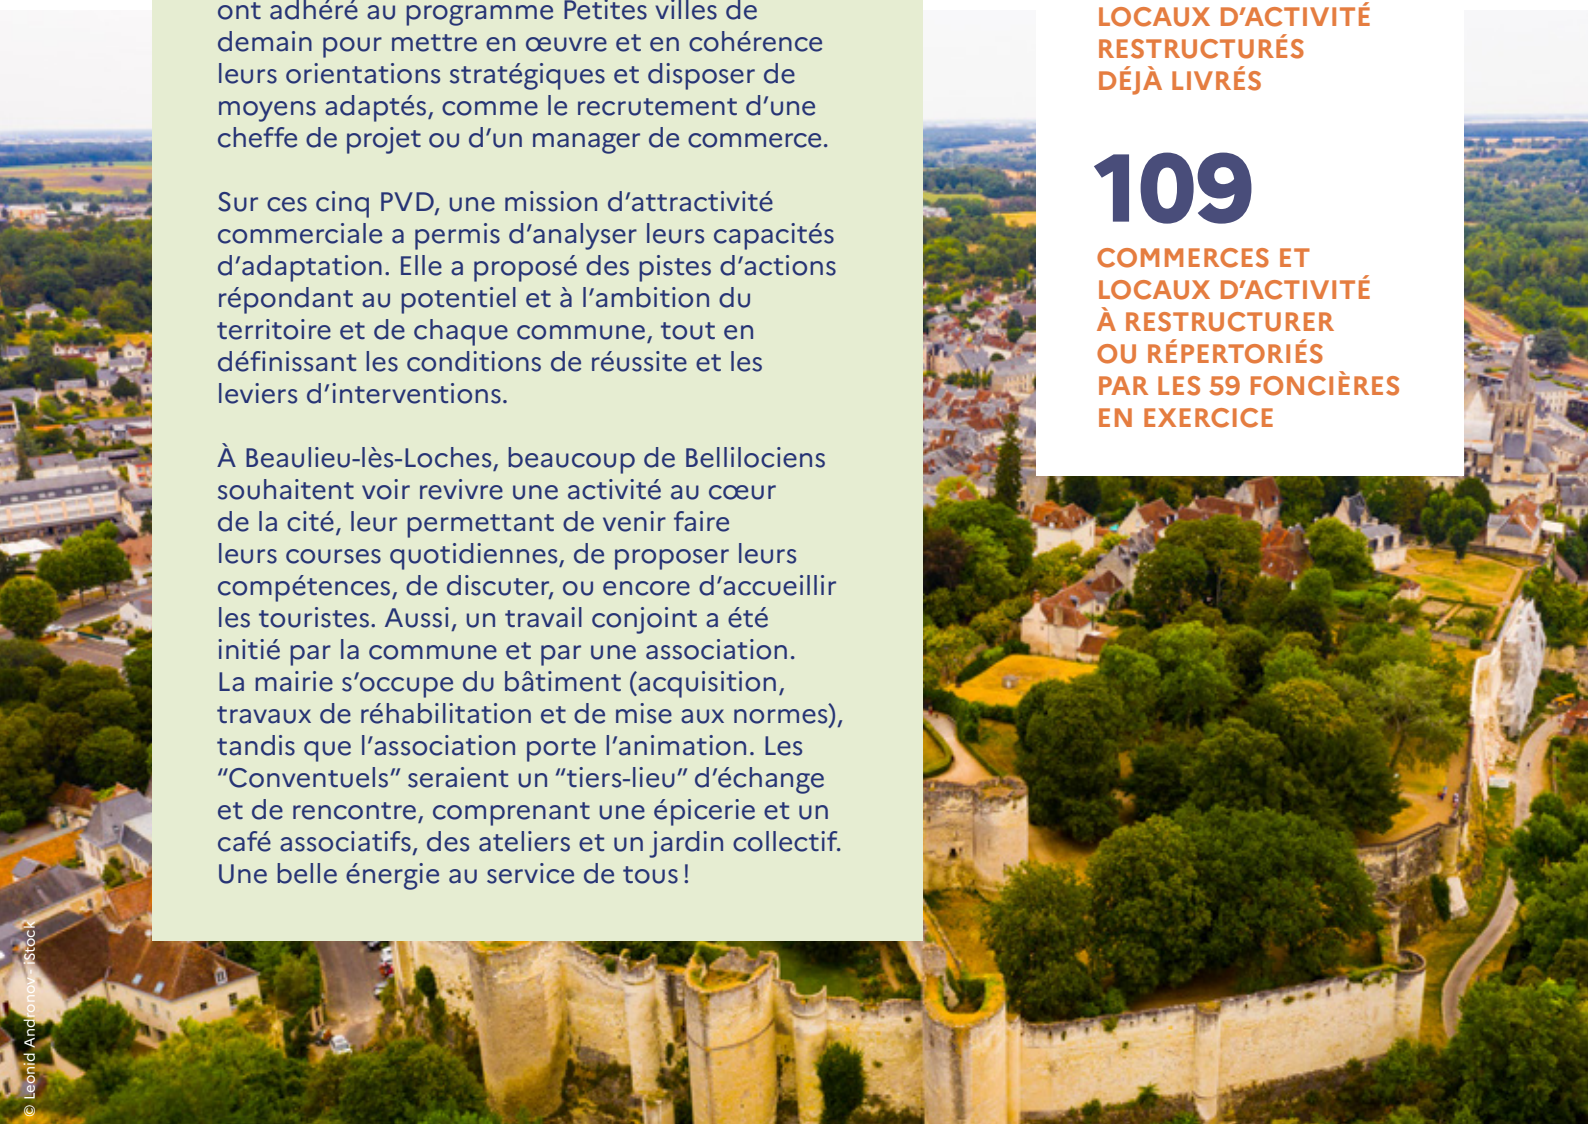 ont adhéré au programme Petites villes de
demain pour mettre en œuvre et en cohérence
leurs orientations stratégiques et disposer de
moyens adaptés, comme le recrutement d’une
cheffe de projet ou d’un manager de commerce.
Sur ces cinq PVD, une mission d’attractivité
commerciale a permis d’analyser leurs capacités
d’adaptation. Elle a proposé des pistes d’actions
répondant au potentiel et à l’ambition du
territoire et de chaque commune, tout en
définissant les conditions de réussite et les
leviers d’interventions.
À Beaulieu-lès-Loches, beaucoup de Bellilociens
souhaitent voir revivre une activité au cœur
de la cité, leur permettant de venir faire
leurs courses quotidiennes, de proposer leurs
compétences, de discuter, ou encore d’accueillir
les touristes. Aussi, un travail conjoint a été
initié par la commune et par une association.
La mairie s’occupe du bâtiment (acquisition,
travaux de réhabilitation et de mise aux normes),
tandis que l’association porte l’animation. Les
“Conventuels” seraient un “tiers-lieu” d’échange
et de rencontre, comprenant une épicerie et un
café associatifs, des ateliers et un jardin collectif.
Une belle énergie au service de tous !
LOCAUX D’ACTIVITÉ
RESTRUCTURÉS
DÉJÀ LIVRÉS
109
COMMERCES ET
LOCAUX D’ACTIVITÉ
À RESTRUCTURER
OU RÉPERTORIÉS
PAR LES 59 FONCIÈRES
EN EXERCICE
© Leonid Andronov - iStock